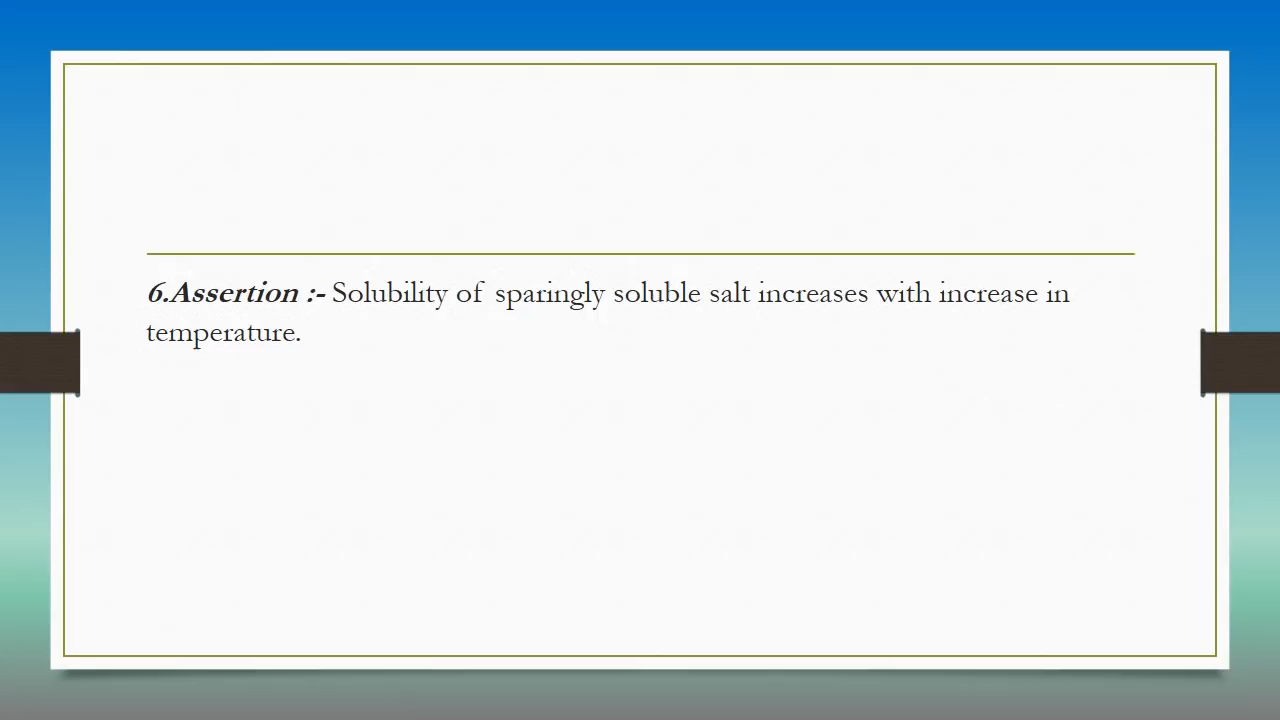 6.Assertion :- Solubility of sparingly soluble salt increases with increase in
temperature.